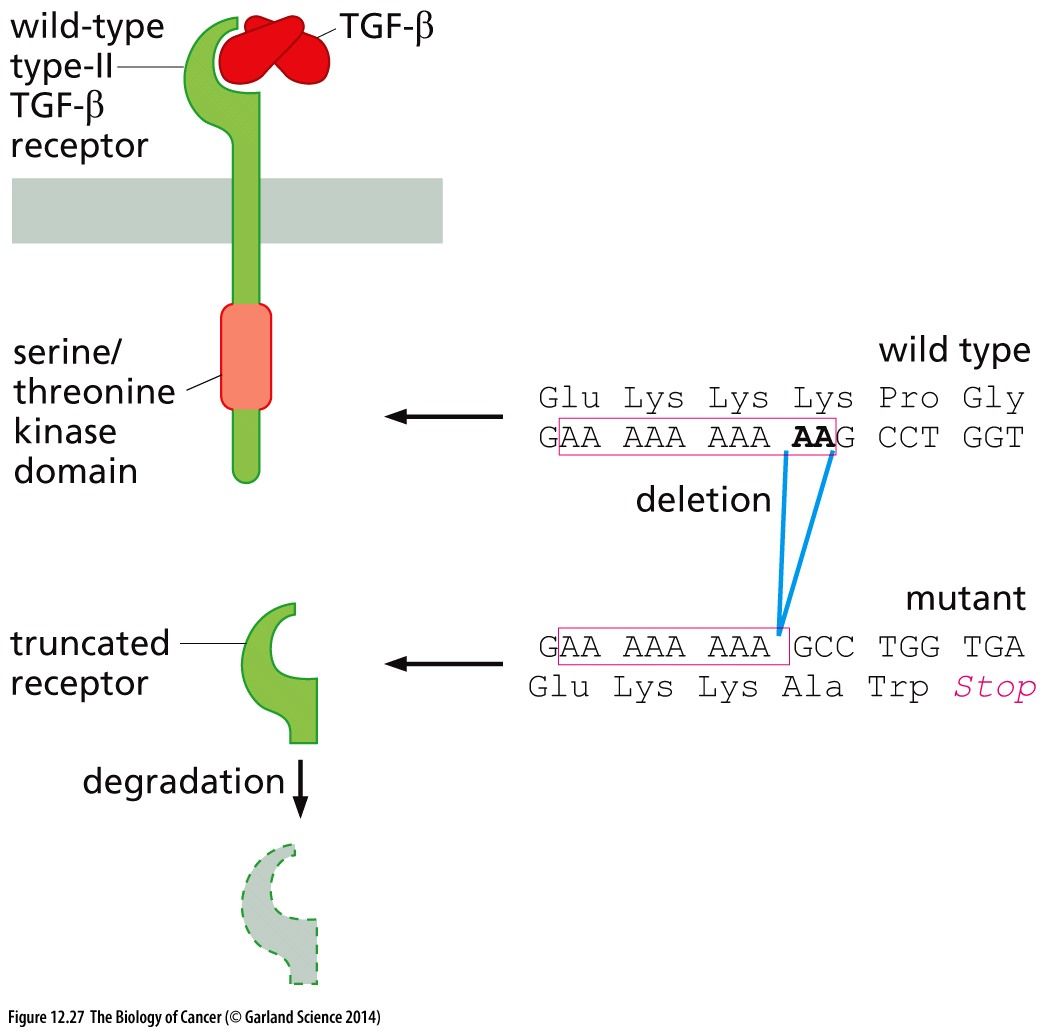 wild-type
type-II
TGF-β
receptor
TGF-β
serine/
threonine
kinase
domain
wild type
Glu Lys Lys Lys Pro Gly
GAA AAA AAA AAG CCT GGT
deletion
mutant
GAA AAA AAA GCC TGG TGA
Glu Lys Lys Ala Trp Stop
truncated
receptor
degradation
Figure 12.27 The Biology of Cancer (© Garland Science 2014)